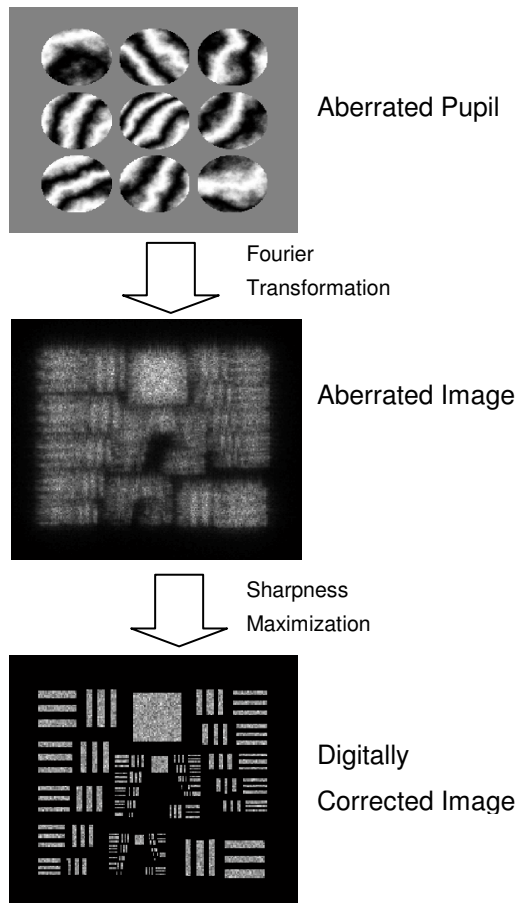 Aberrated Pupil
Fourier
Transformation
Aberrated Image
Sharpness
Maximization
Digitally
Corrected Image